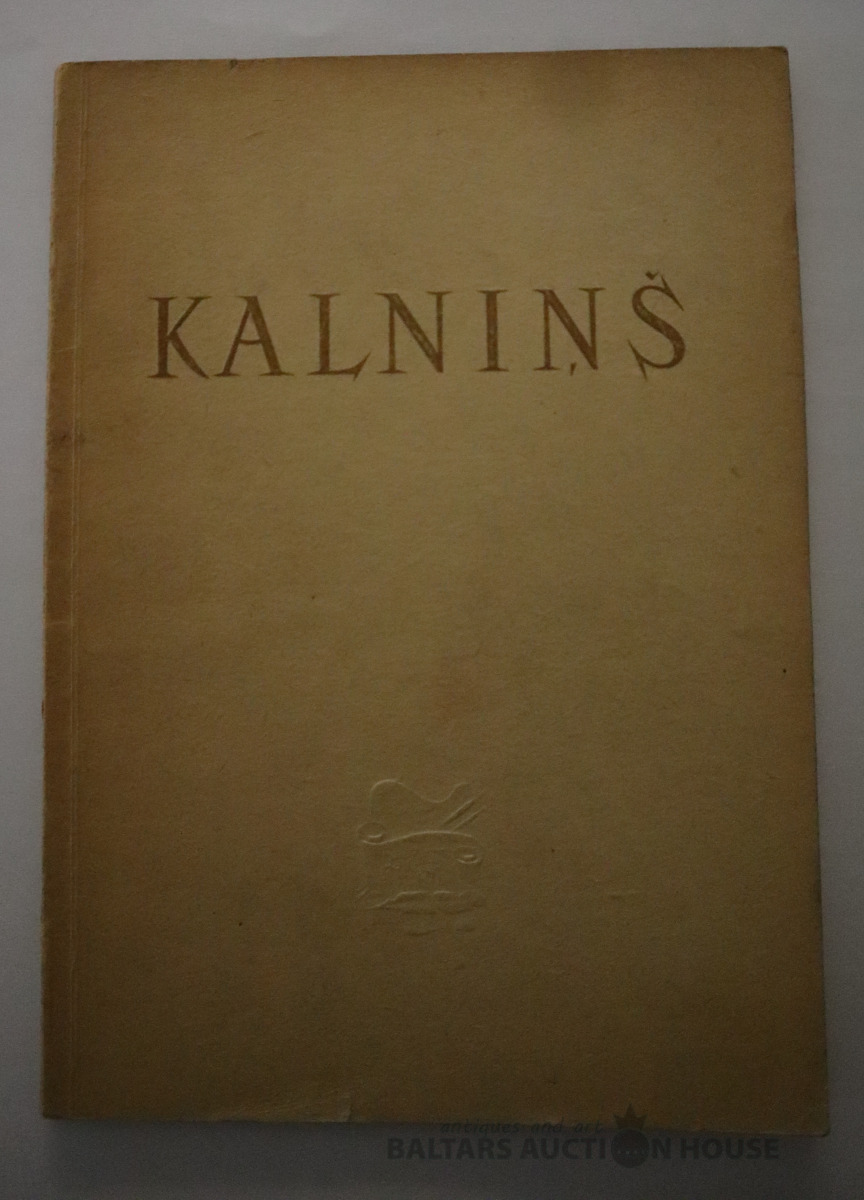 KALNIŅŠ
antiques and art
BALTARS AUCTION HOUSE